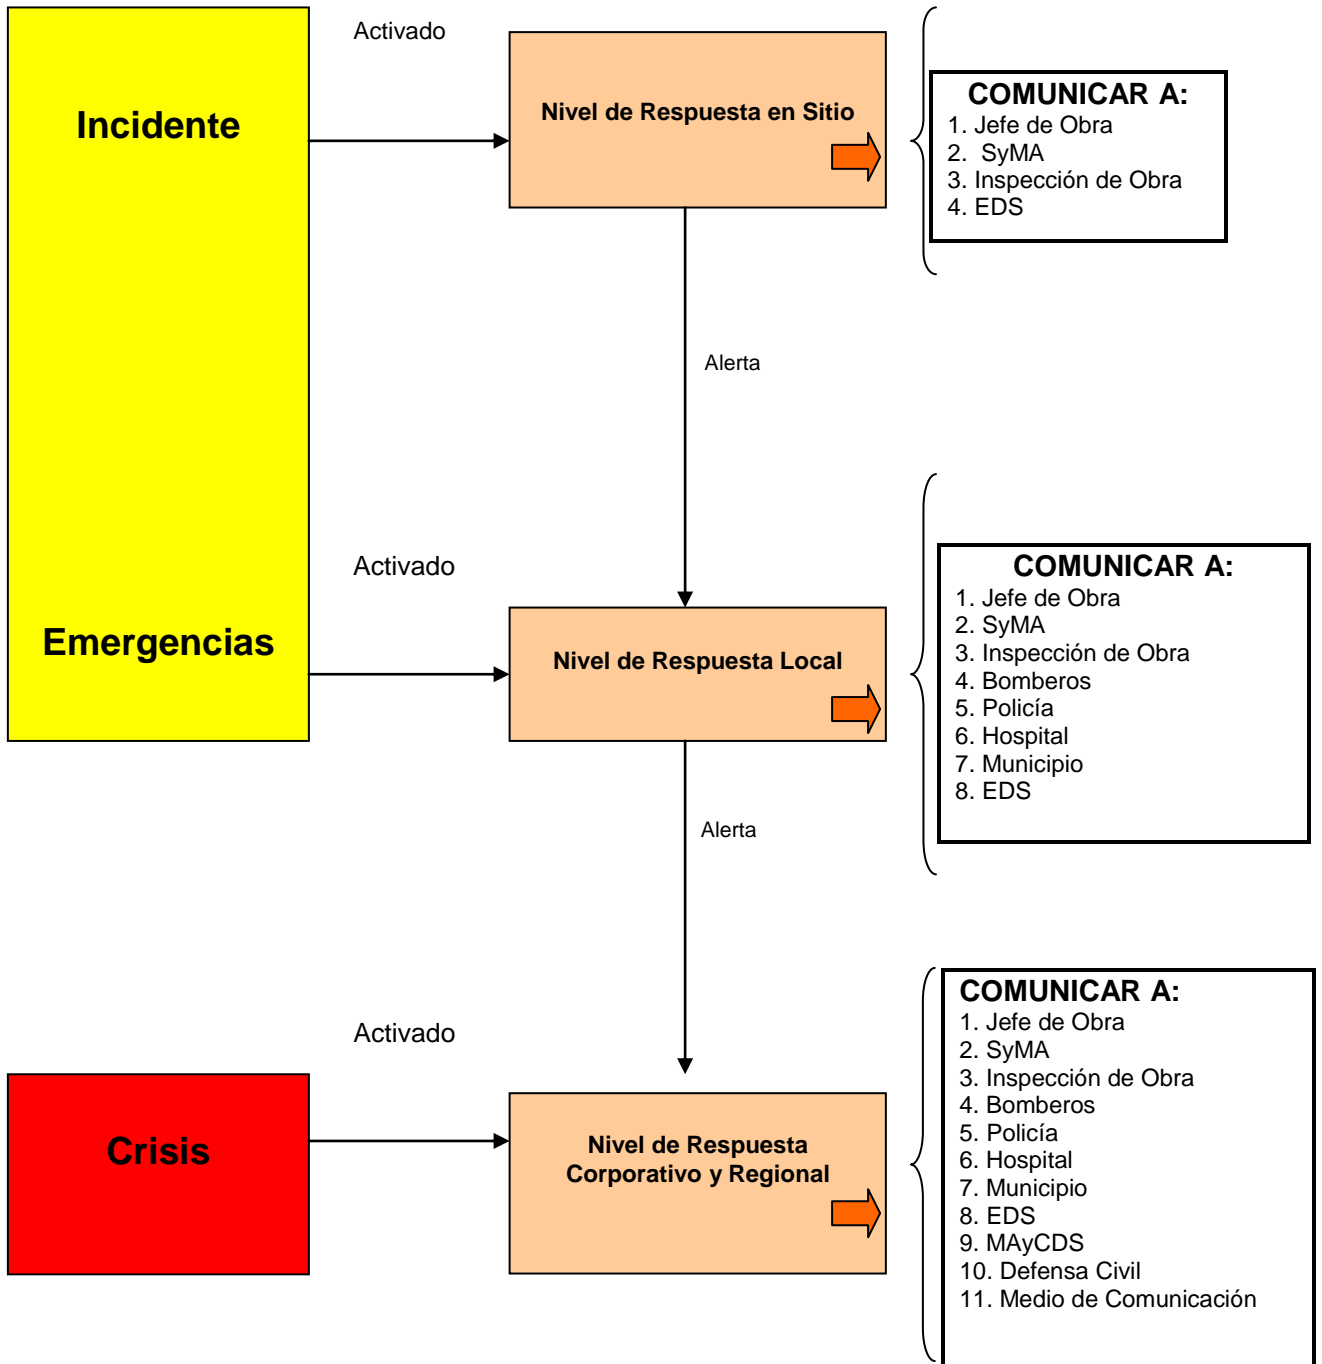 Activado
Incidente
Nivel de Respuesta en Sitio
COMUNICAR A:
1. Jefe de Obra
2. SyMA
3. Inspección de Obra
4. EDS
Alerta
Activado
Emergencias
Nivel de Respuesta Local
COMUNICAR A:
1. Jefe de Obra
2. SyMA
3. Inspección de Obra
4. Bomberos
5. Policía
6. Hospital
7. Municipio
8. EDS
Alerta
Activado
Crisis
Nivel de Respuesta
Corporativo y Regional
COMUNICAR A:
1. Jefe de Obra
2. SyMA
3. Inspección de Obra
4. Bomberos
5. Policía
6. Hospital
7. Municipio
8. EDS
9. MAyCDS
10. Defensa Civil
11. Medio de Comunicación